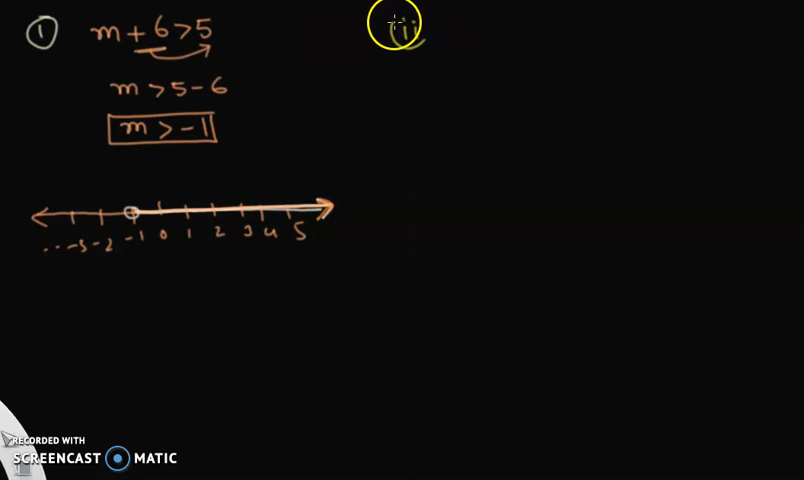 ① m + 6 > 5
(ii
m > 5 - 6
m > -1
...-3 -2 -1 0 1 2 3 4 5
RECORDED WITH
SCREENCAST MATIC